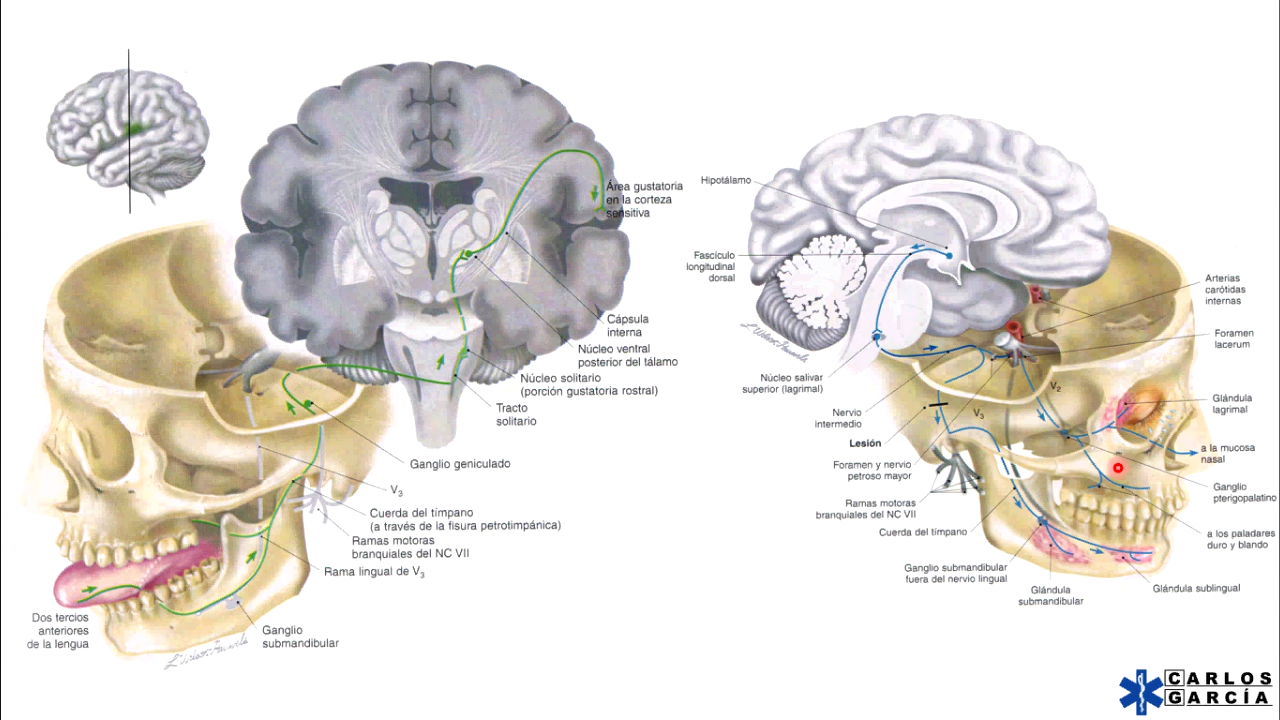 Área gustatoria
en la corteza
sensitiva
Cápsula
interna
Núcleo ventral
posterior del tálamo
Núcleo solitario
(porción gustatoria rostral)
Tracto
solitario
Ganglio geniculado
V3
Cuerda del tímpano
(a través de la fisura petrotimpánica)
Ramas motoras
branquiales del NC VII
Rama lingual de V3
Dos tercios
anteriores
de la lengua
Ganglio
submandibular
Hipotálamo
Fascículo
longitudinal
dorsal
Arterias
carótidas
internas
Foramen
lacerum
Núcleo salivar
superior (lagrimal)
V2
V3
Glándula
lagrimal
Nervio
intermedio
Lesión
a la mucosa
nasal
Foramen y nervio
petroso mayor
Ganglio
pterigopalatino
Ramas motoras
branquiales del NC VII
Cuerda del tímpano
a los paladares
duro y blando
Ganglio submandibular
fuera del nervio lingual
Glándula
submandibular
Glándula sublingual
CARLOS
GARCÍA